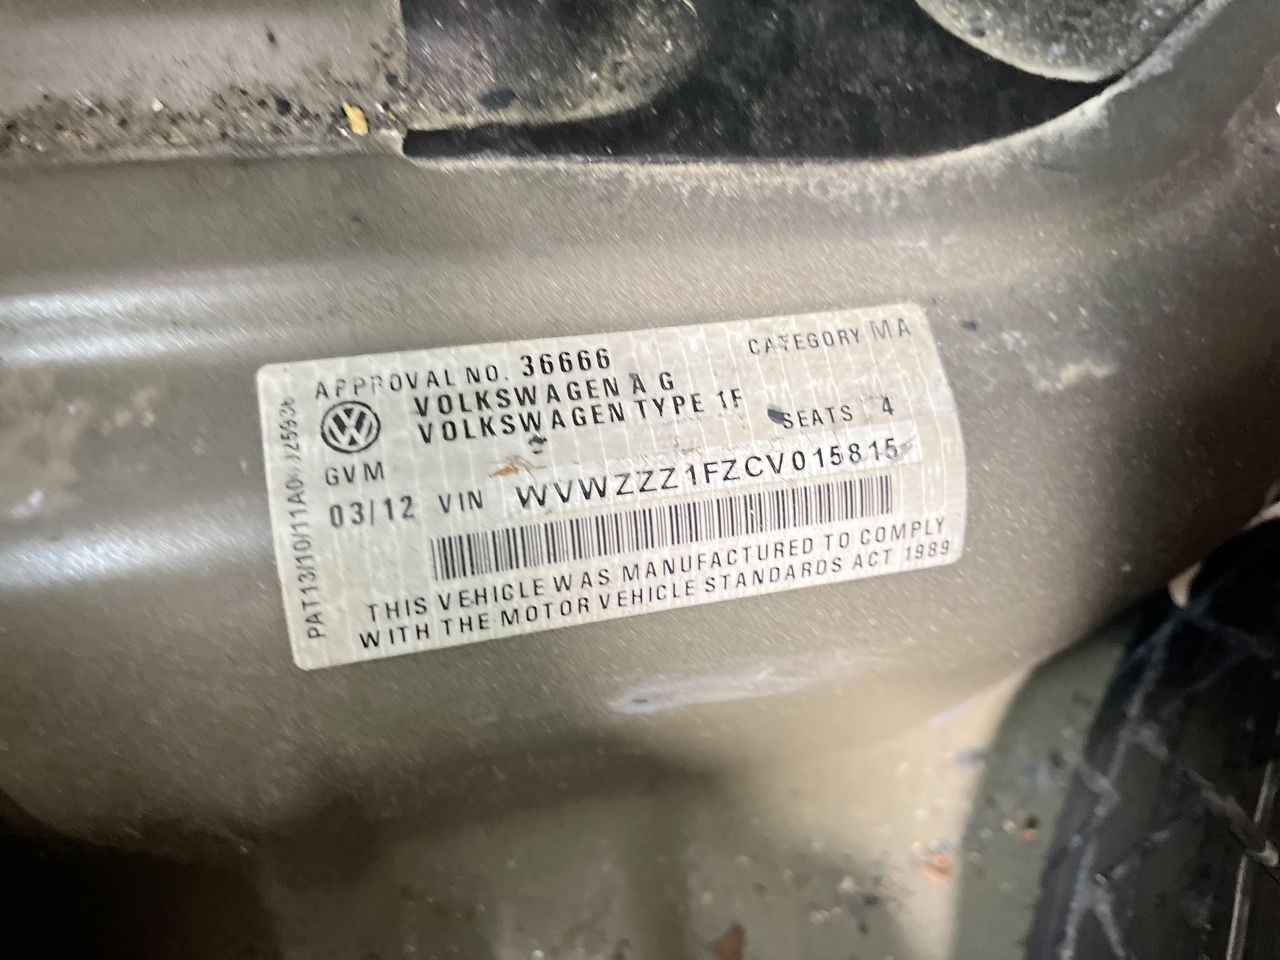 APPROVAL NO. 36666
CATEGORY MA
VOLKSWAGEN A G
VOLKSWAGEN TYPE 1F
SEATS 4
GVM
03/12 VIN WVWZZZ1FZCV015815
THIS VEHICLE WAS MANUFACTURED TO COMPLY
WITH THE MOTOR VEHICLE STANDARDS ACT 1989